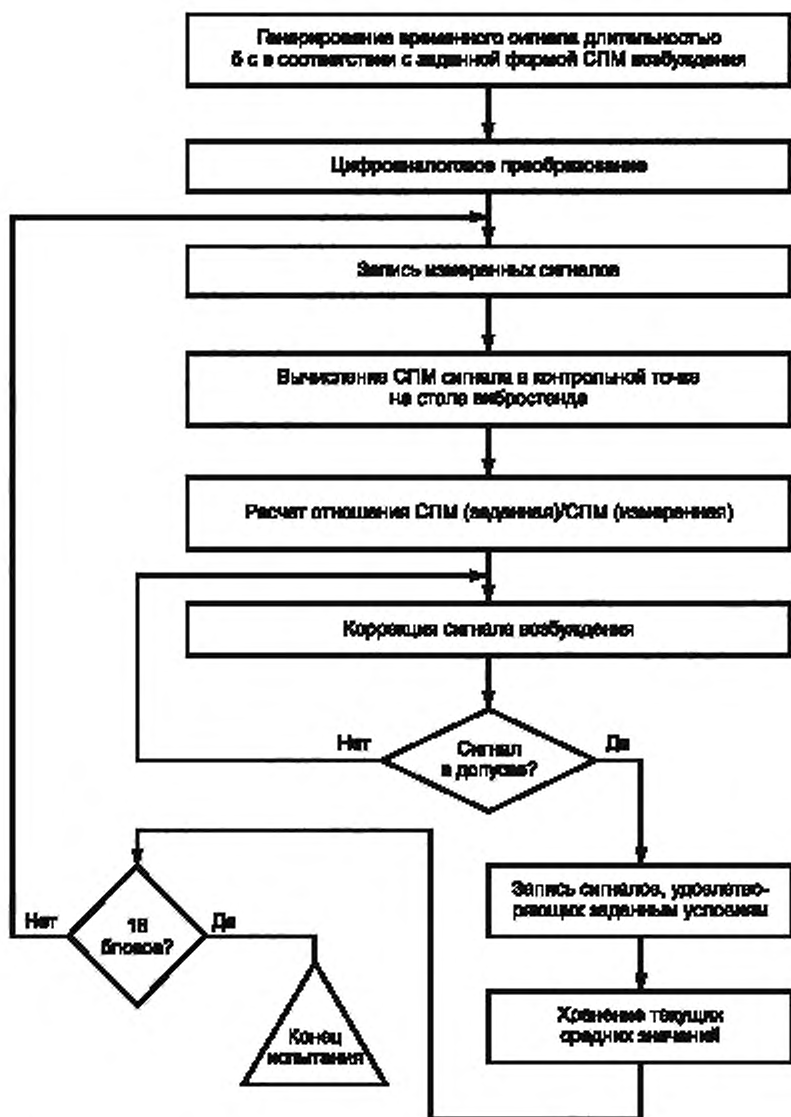 Генерирование временного сигнала длительностью
6 с в соответствии с заданной формой СПМ возбуждения
Цифроаналоговое преобразование
Запись измеренных сигналов
Вычисление СПМ сигнала в контрольной точке
на столе вибростенда
Расчет отношения СПМ (заданная)/СПМ (измеренная)
Коррекция сигнала возбуждения
Нет
Сигнал
в допуске?
Да
Запись сигналов, удовлетво-
ряющих заданным условиям
Нет
блоков?
Да
Хранение текущих
средних значений
Конец
испытания